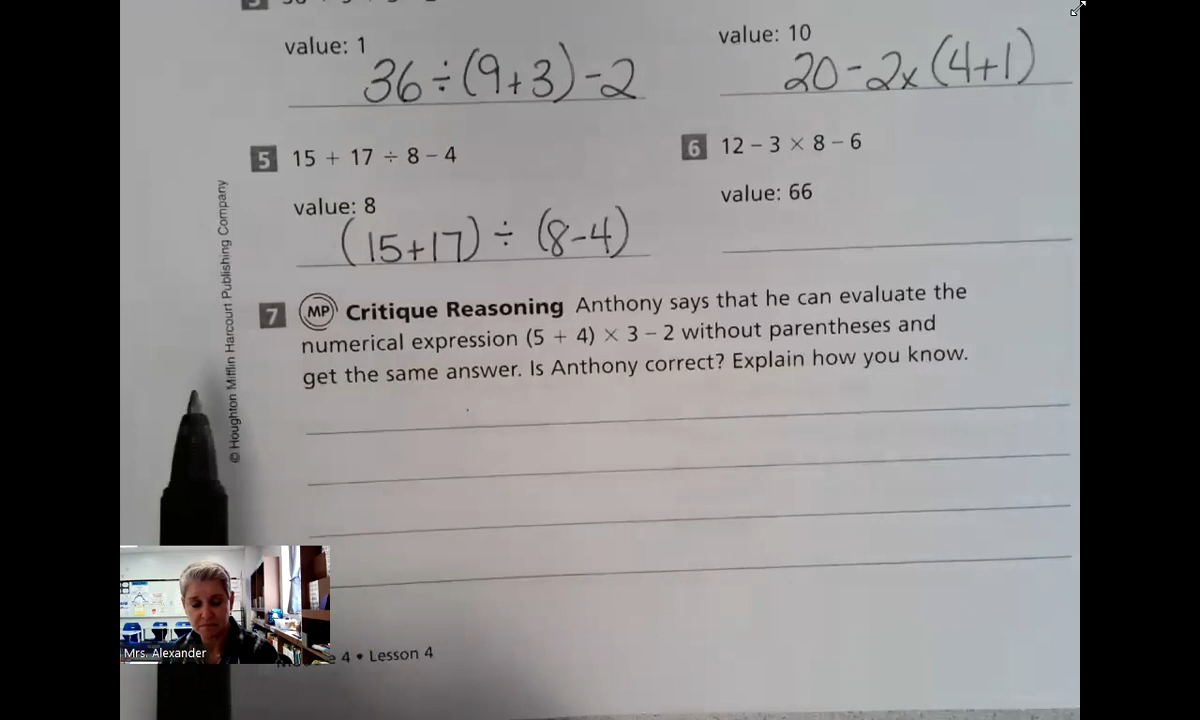 value: 1
36 ÷ (9+3) - 2
value: 10
20 - 2x (4+1)
5 15 + 17 ÷ 8 – 4
value: 8
(15+17) ÷ (8-4)
6 12 – 3 × 8 – 6
value: 66
7 MP Critique Reasoning Anthony says that he can evaluate the
numerical expression (5 + 4) × 3 – 2 without parentheses and
get the same answer. Is Anthony correct? Explain how you know.
© Houghton Mifflin Harcourt Publishing Company
Mrs. Alexander
4 • Lesson 4